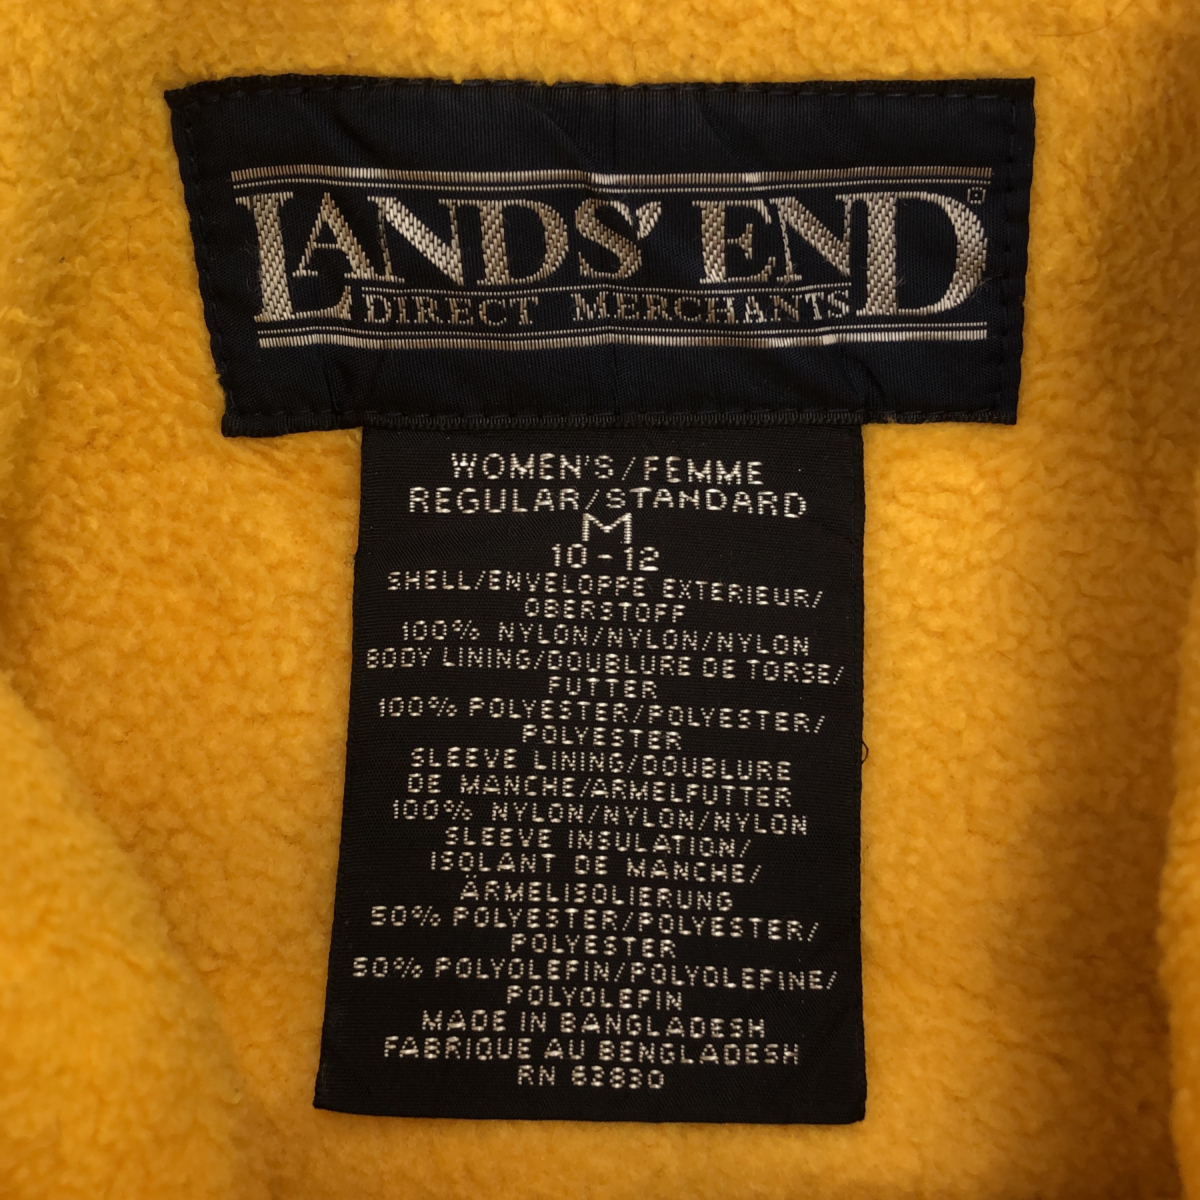 LANDS' END®
DIRECT MERCHANTS
WOMEN'S/FEMME
REGULAR/STANDARD
M
10-12
SHELL/ENVELOPPE EXTERIEUR/
OBERSTOFF
100% NYLON/NYLON/NYLON
BODY LINING/DOUBLURE DE TORSE/
FUTTER
100% POLYESTER/POLYESTER/
POLYESTER
SLEEVE LINING/DOUBLURE
DE MANCHE/ARMELFUTTER
100% NYLON/NYLON/NYLON
SLEEVE INSULATION/
ISOLANT DE MANCHE/
ÄRMELISOLIERUNG
50% POLYESTER/POLYESTER/
POLYESTER
50% POLYOLEFIN/POLYOLEFINE/
POLYOLEFIN
MADE IN BANGLADESH
FABRIQUE AU BENGLADESH
RN 62830